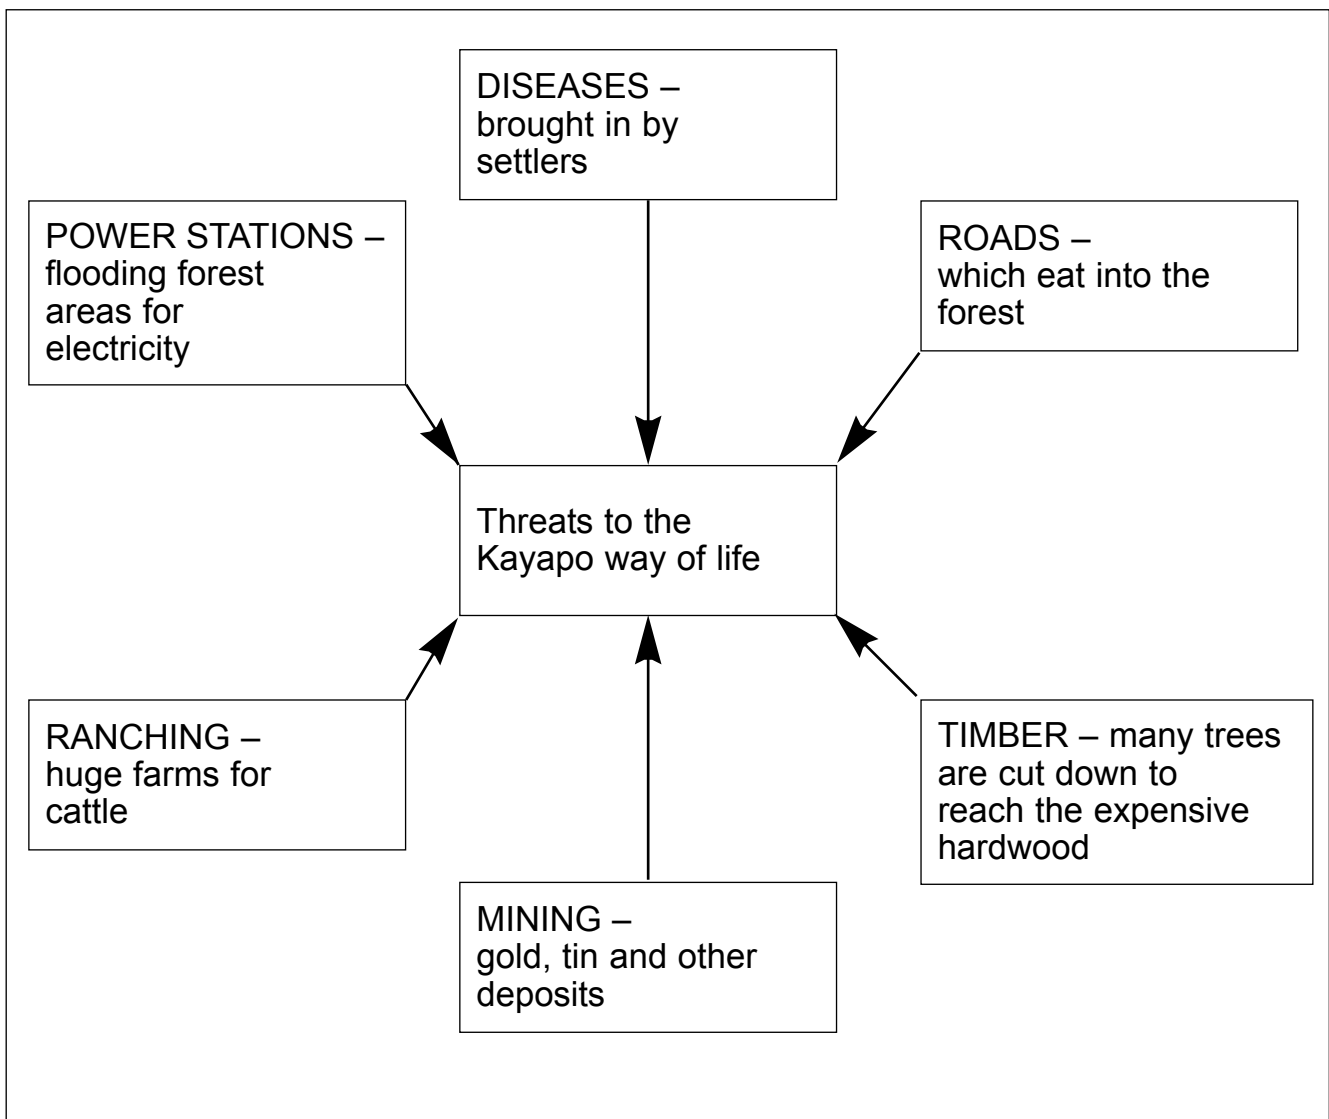 DISEASES –
brought in by
settlers
POWER STATIONS –
flooding forest
areas for
electricity
ROADS –
which eat into the
forest
Threats to the
Kayapo way of life
RANCHING –
huge farms for
cattle
TIMBER – many trees
are cut down to
reach the expensive
hardwood
MINING –
gold, tin and other
deposits